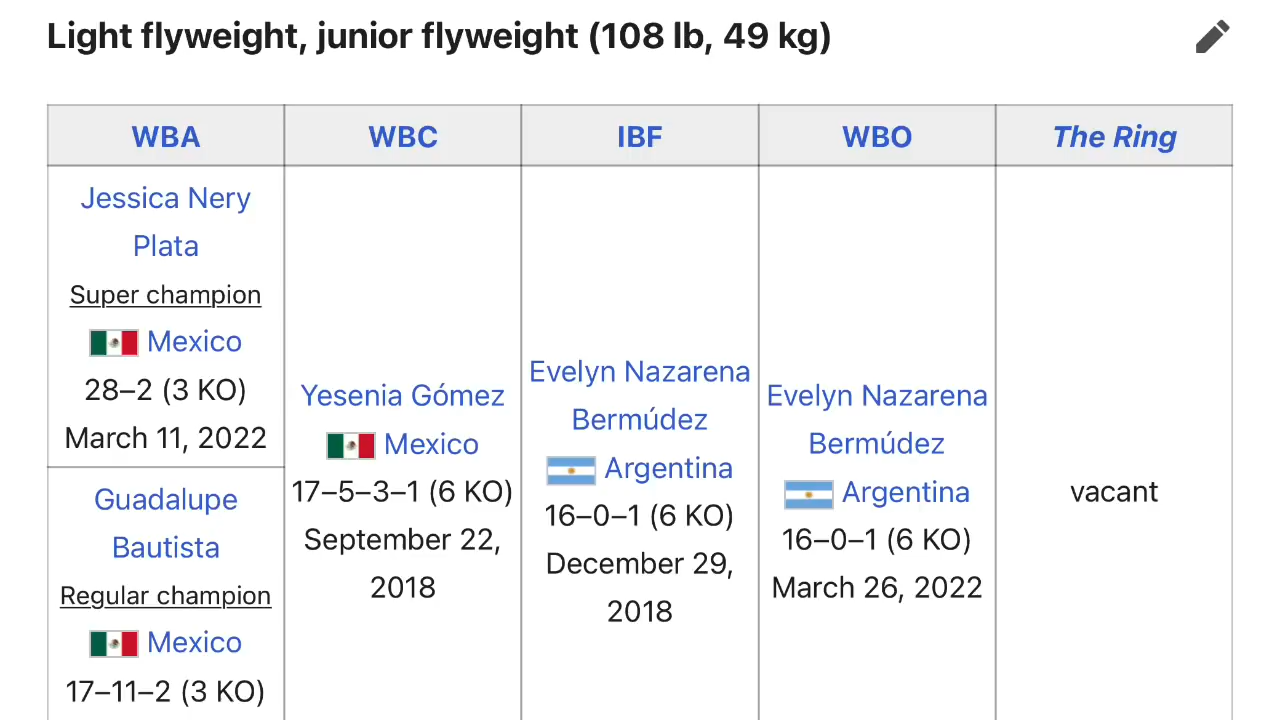 Light flyweight, junior flyweight (108 lb, 49 kg)
WBA
WBC
IBF
WBO
The Ring
Jessica Nery
Plata
Super champion
Mexico
28–2 (3 KO)
March 11, 2022
Guadalupe
Bautista
Regular champion
Mexico
17–11–2 (3 KO)
Yesenia Gómez
Mexico
17–5–3–1 (6 KO)
September 22,
2018
Evelyn Nazarena
Bermúdez
Argentina
16–0–1 (6 KO)
December 29,
2018
Evelyn Nazarena
Bermúdez
Argentina
16–0–1 (6 KO)
March 26, 2022
vacant